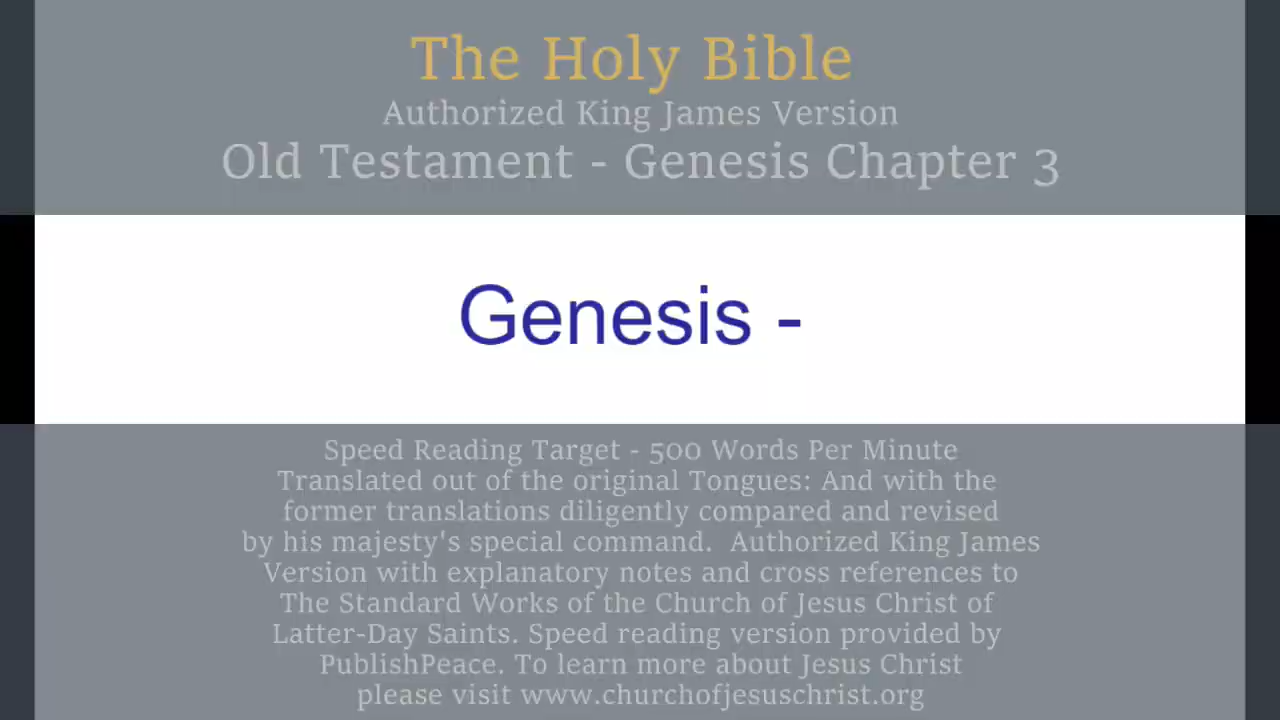 The Holy Bible
Authorized King James Version
Old Testament - Genesis Chapter 3
Genesis -
Speed Reading Target - 500 Words Per Minute
Translated out of the original Tongues: And with the
former translations diligently compared and revised
by his majesty's special command.  Authorized King James
Version with explanatory notes and cross references to
The Standard Works of the Church of Jesus Christ of
Latter-Day Saints. Speed reading version provided by
PublishPeace. To learn more about Jesus Christ
please visit www.churchofjesuschrist.org